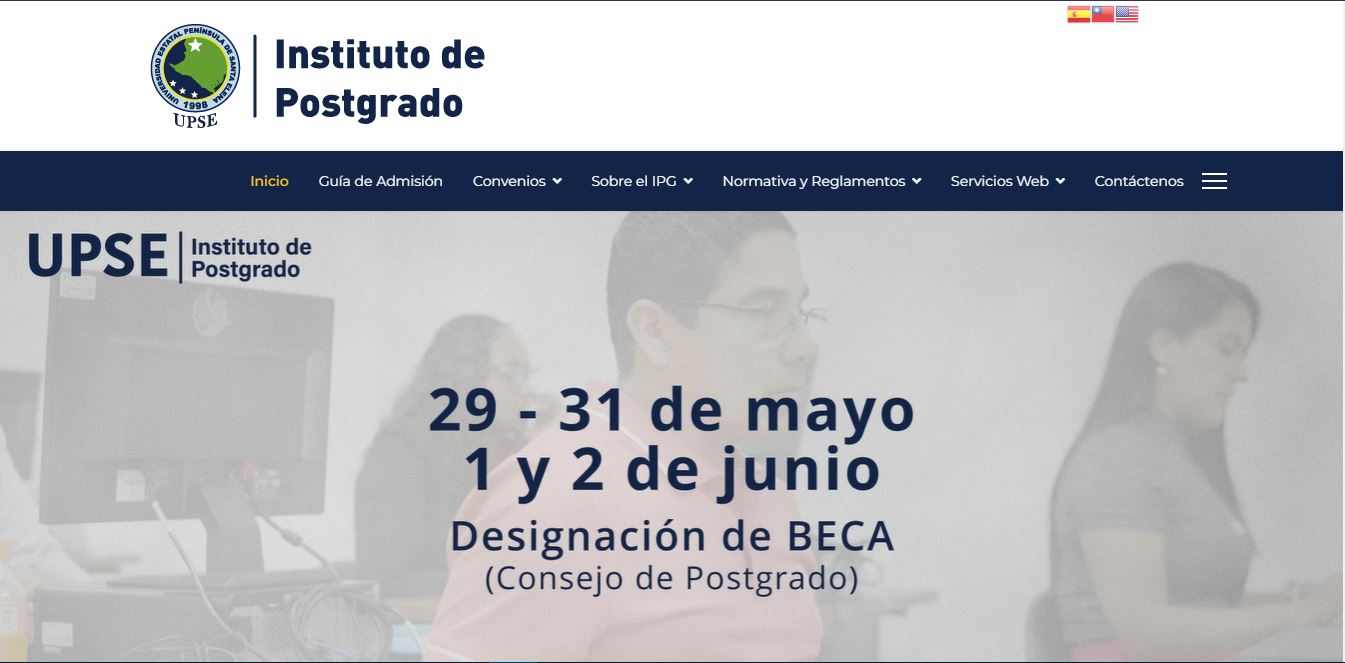 UNIVERSIDAD ESTATAL PENÍNSULA DE SANTA ELENA
1998
UPSE
Instituto de
Postgrado
Inicio
Guía de Admisión
Convenios
Sobre el IPG
Normativa y Reglamentos
Servicios Web
Contáctenos
UPSE
Instituto de
Postgrado
29 - 31 de mayo
1 y 2 de junio
Designación de BECA
(Consejo de Postgrado)